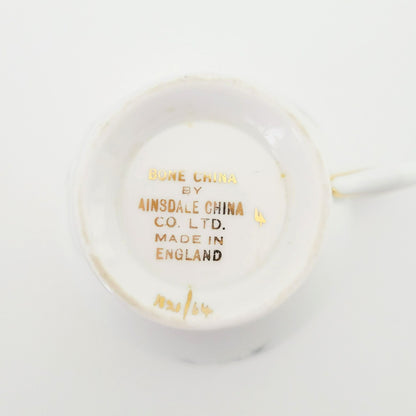 BONE CHINA
BY
AINSDALE CHINA
CO. LTD.
MADE IN
ENGLAND